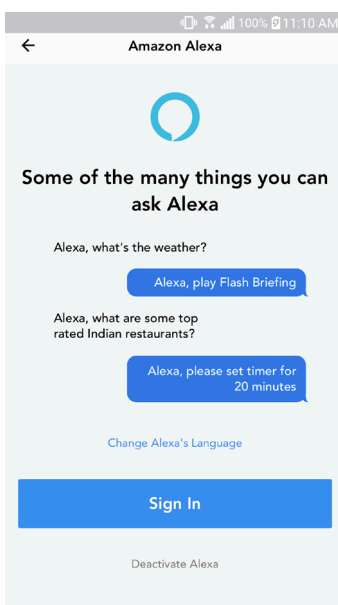 100% 11:10 AM
Amazon Alexa
Some of the many things you can
ask Alexa
Alexa, what's the weather?
Alexa, play Flash Briefing
Alexa, what are some top
rated Indian restaurants?
Alexa, please set timer for
20 minutes
Change Alexa's Language
Sign In
Deactivate Alexa